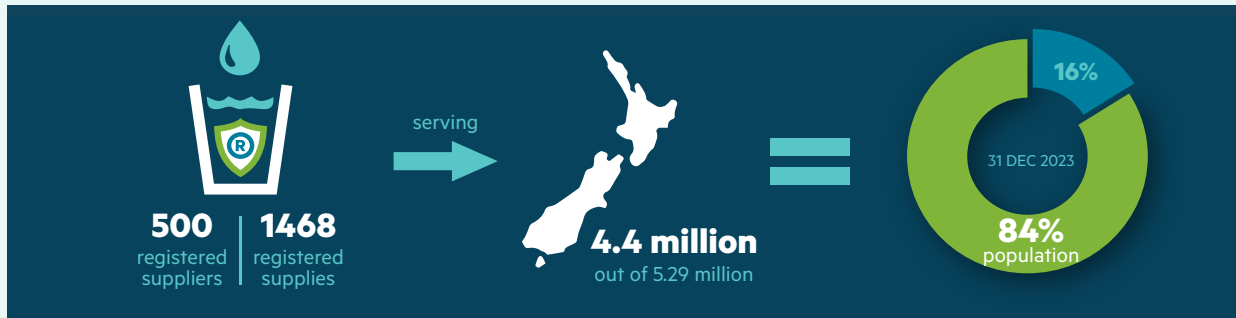 ®
500
registered
suppliers
1468
registered
supplies
serving
4.4 million
out of 5.29 million
16%
31 DEC 2023
84%
population